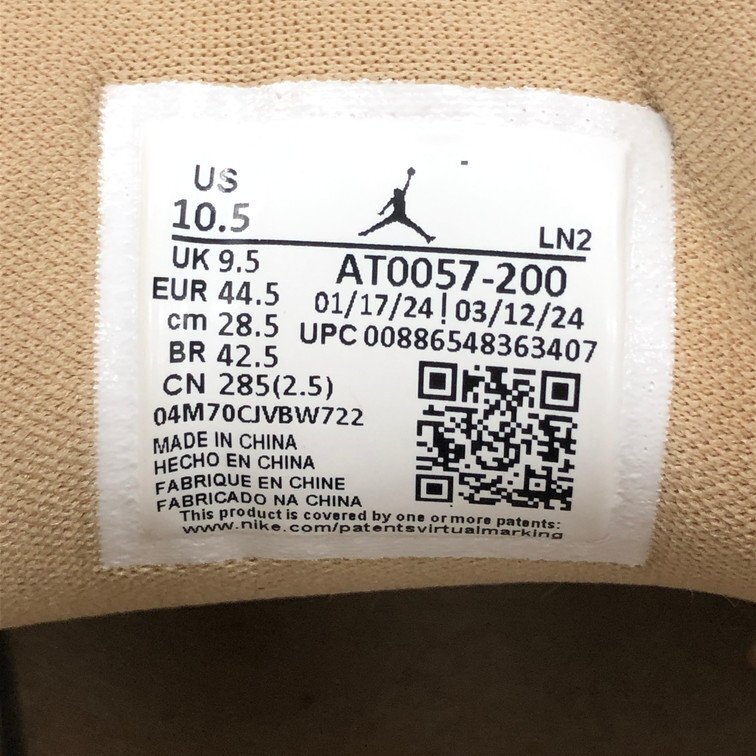 US
10.5
LN2
UK 9.5
EUR 44.5
cm 28.5
BR 42.5
CN 285(2.5)
AT0057-200
01/17/24 | 03/12/24
UPC 00886548363407
04M70CJVBW722
MADE IN CHINA
HECHO EN CHINA
FABRIQUE EN CHINE
FABRICADO NA CHINA
This product is covered by one or more patents:
www.nike.com/patentsvirtualmarking